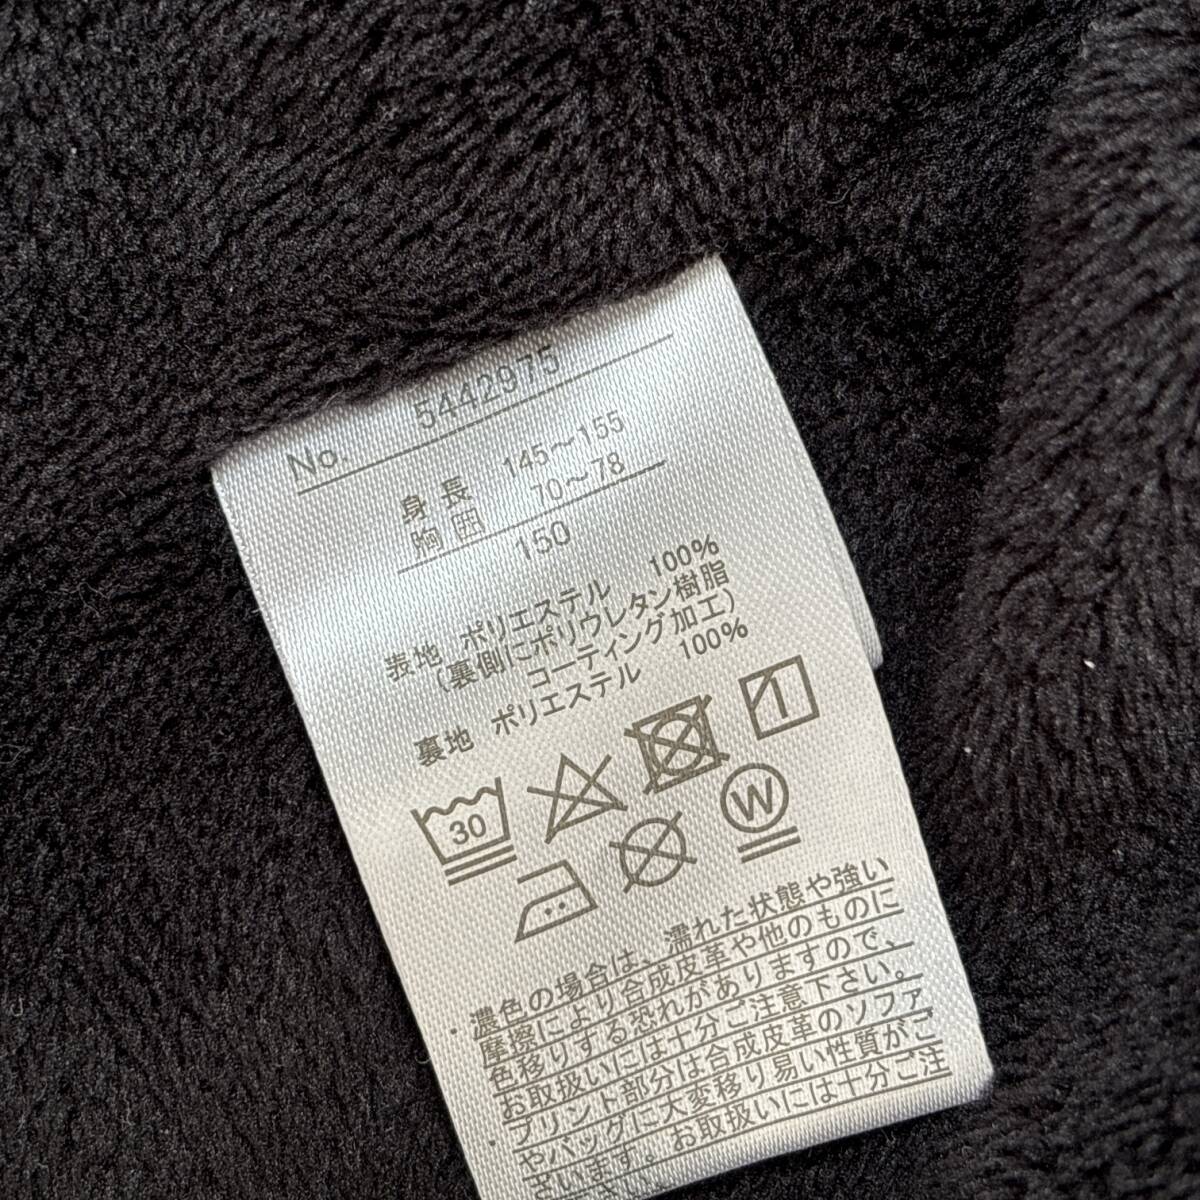 No. 5442975
身長 145～155
胸囲 70～78
150
表地 ポリエステル 100%
(裏側にポリウレタン樹脂
コーティング加工)
裏地 ポリエステル 100%
30
1
W
・濃色の場合は、濡れた状態や強い
摩擦により合成皮革や他のものに
色移りする恐れがありますので、
お取扱いには十分ご注意下さい。
・プリント部分は合成皮革のソファ
やバッグに大変移り易い性質がご
ざいます。お取扱いには十分ご注